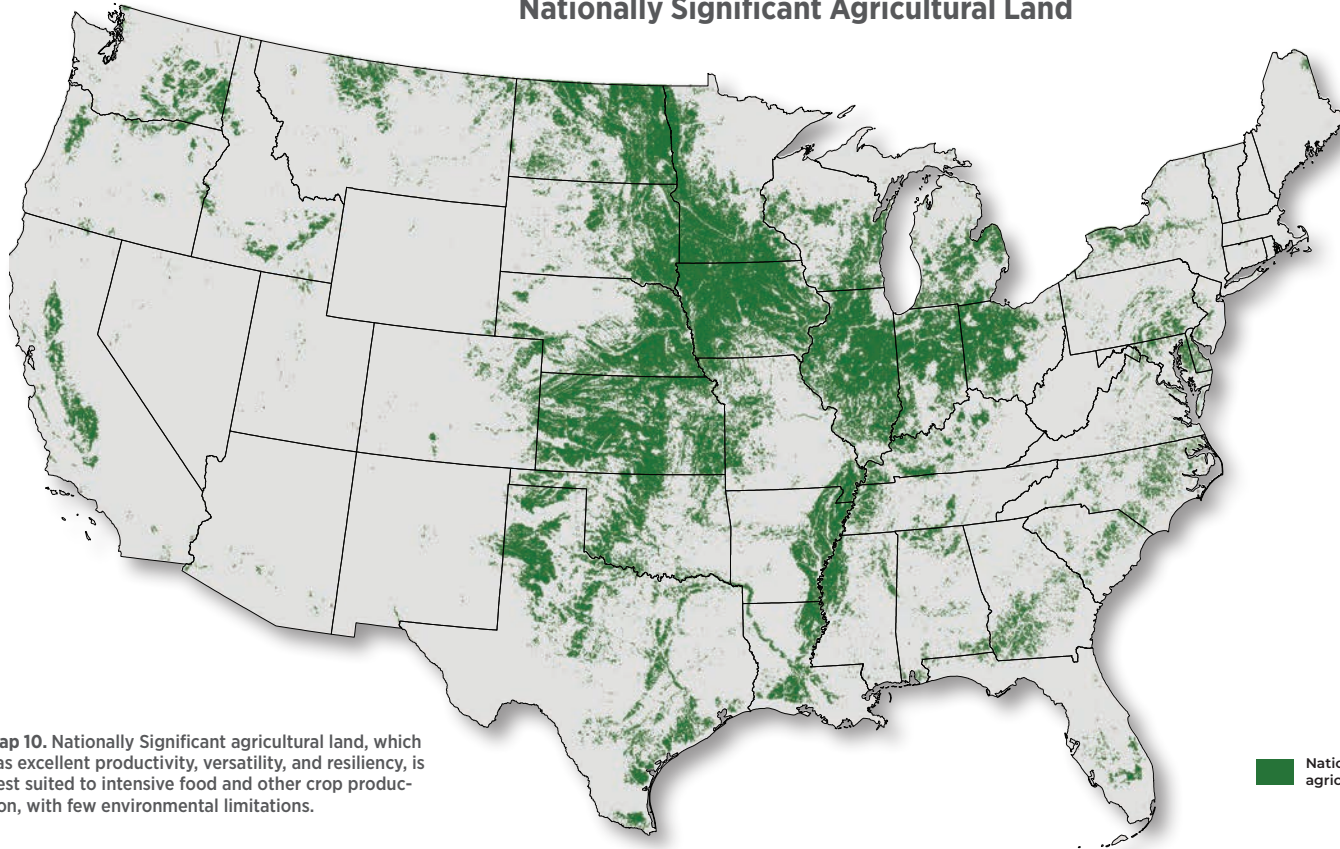 Nationally Significant Agricultural Land
ap 10. Nationally Significant agricultural land, which
as excellent productivity, versatility, and resiliency, is
est suited to intensive food and other crop produc-
on, with few environmental limitations.
Natio
agric